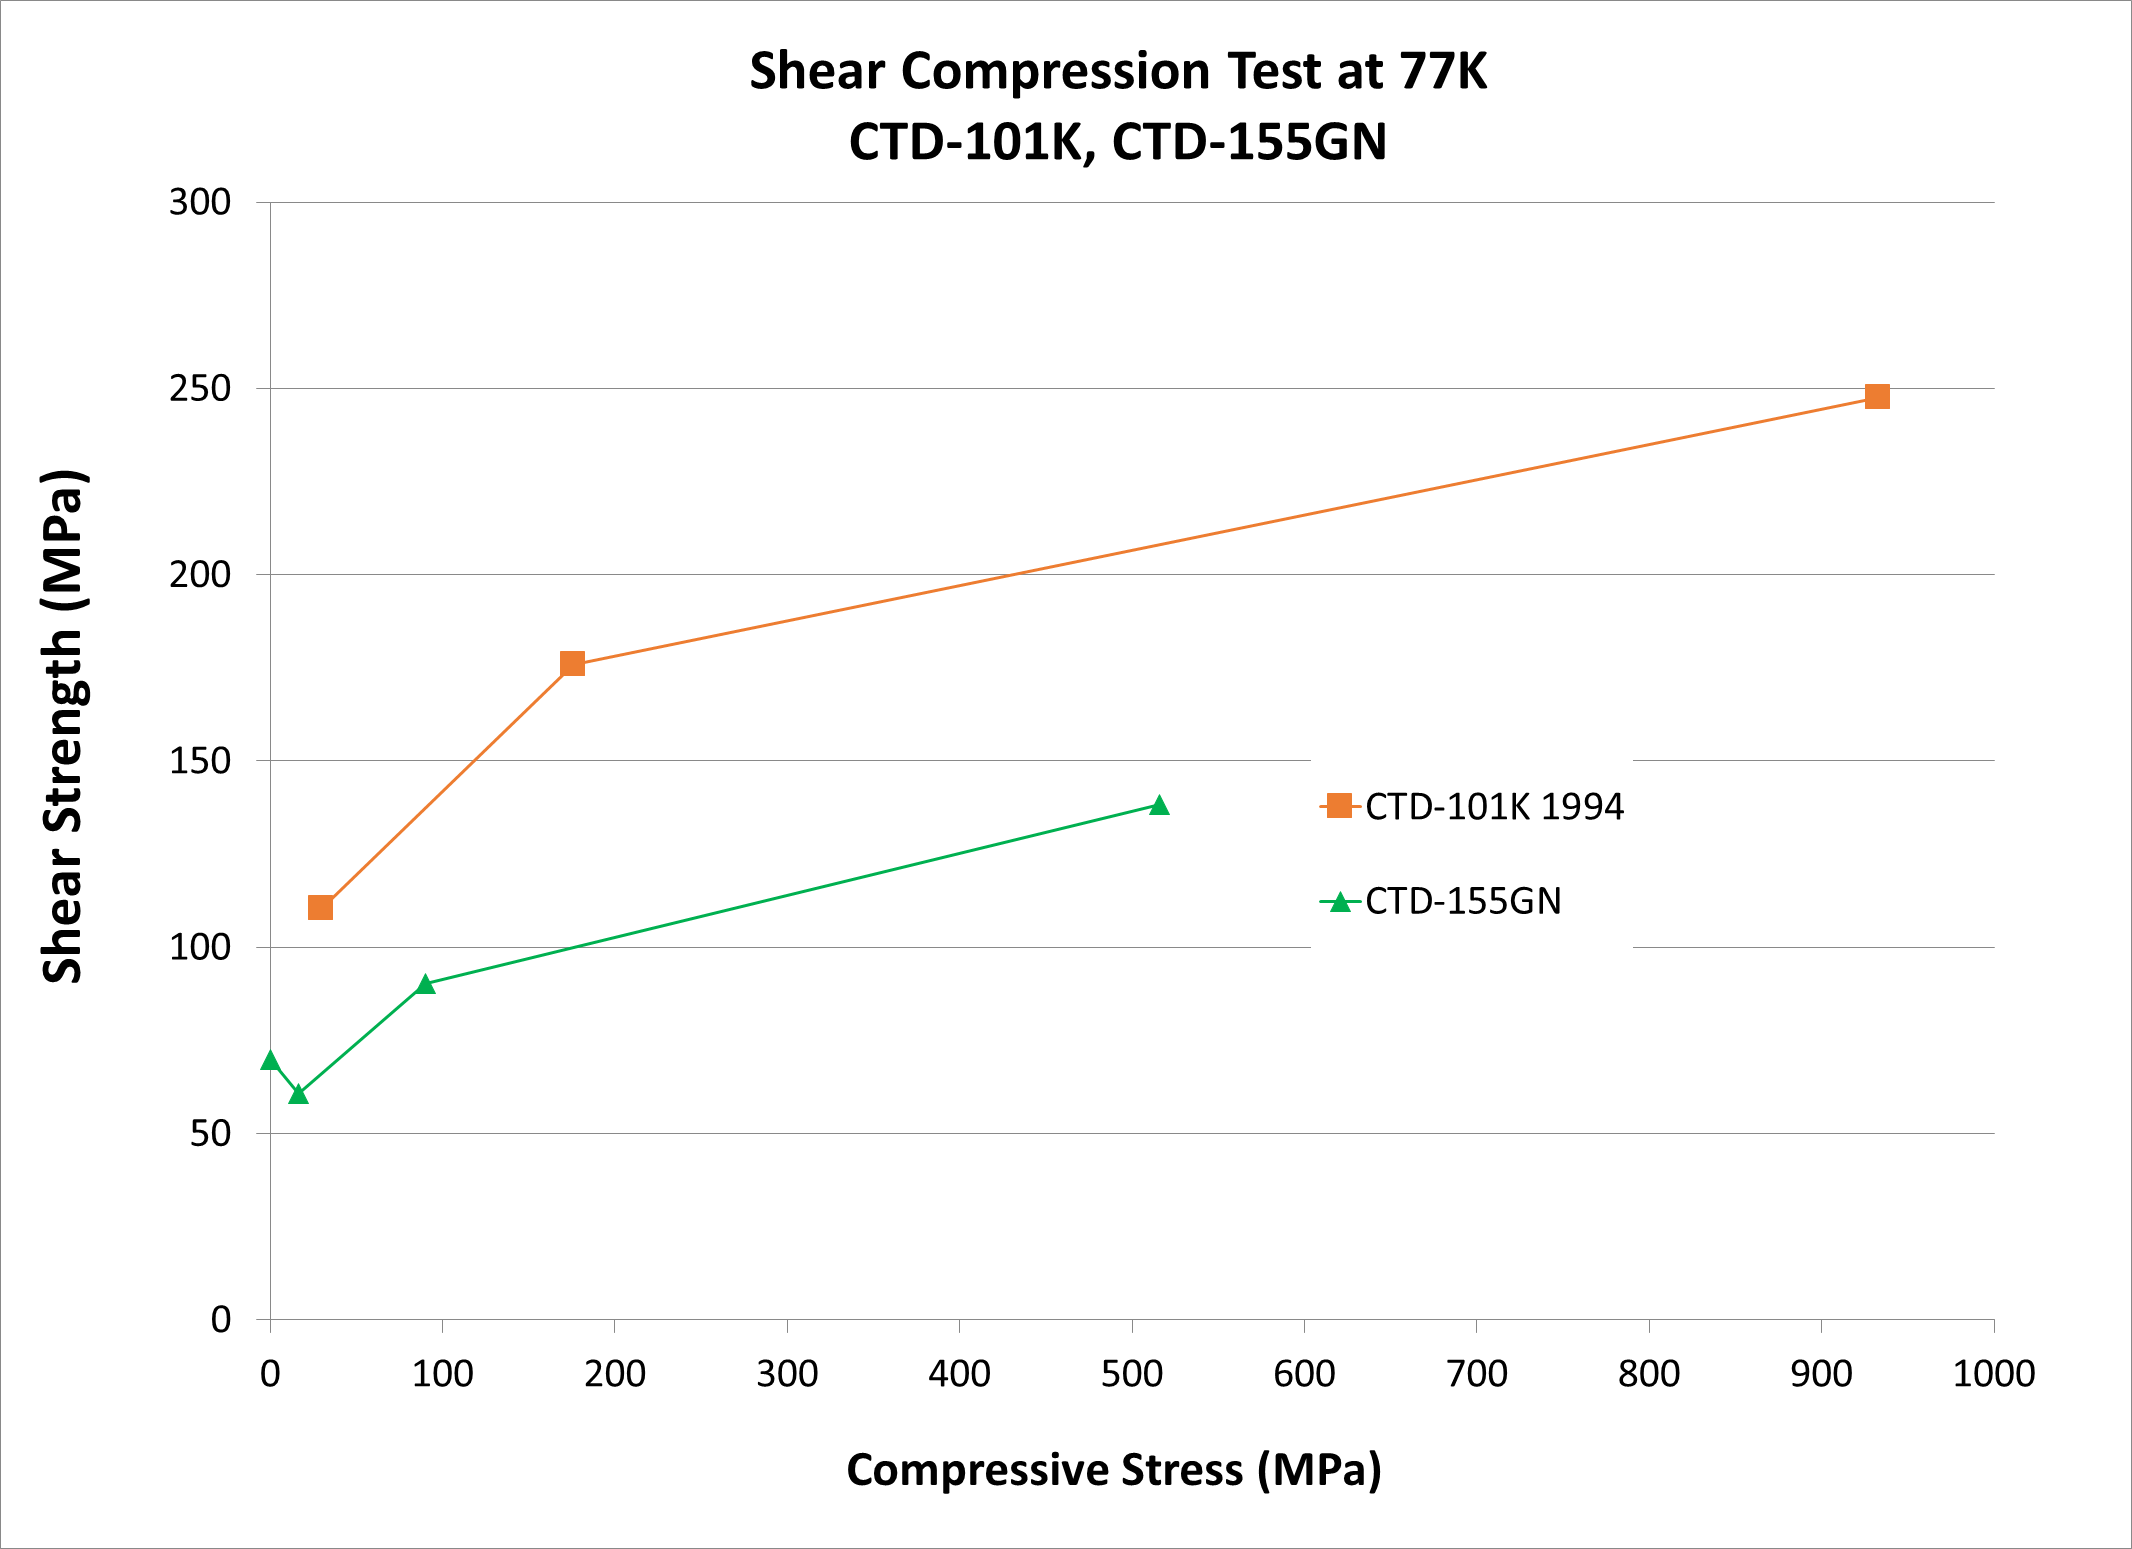 Shear Compression Test at 77K
CTD-101K, CTD-155GN
300
250
200
150
100
50
0
Shear Strength (MPa)
CTD-101K 1994
CTD-155GN
0 100 200 300 400 500 600 700 800 900 1000
Compressive Stress (MPa)